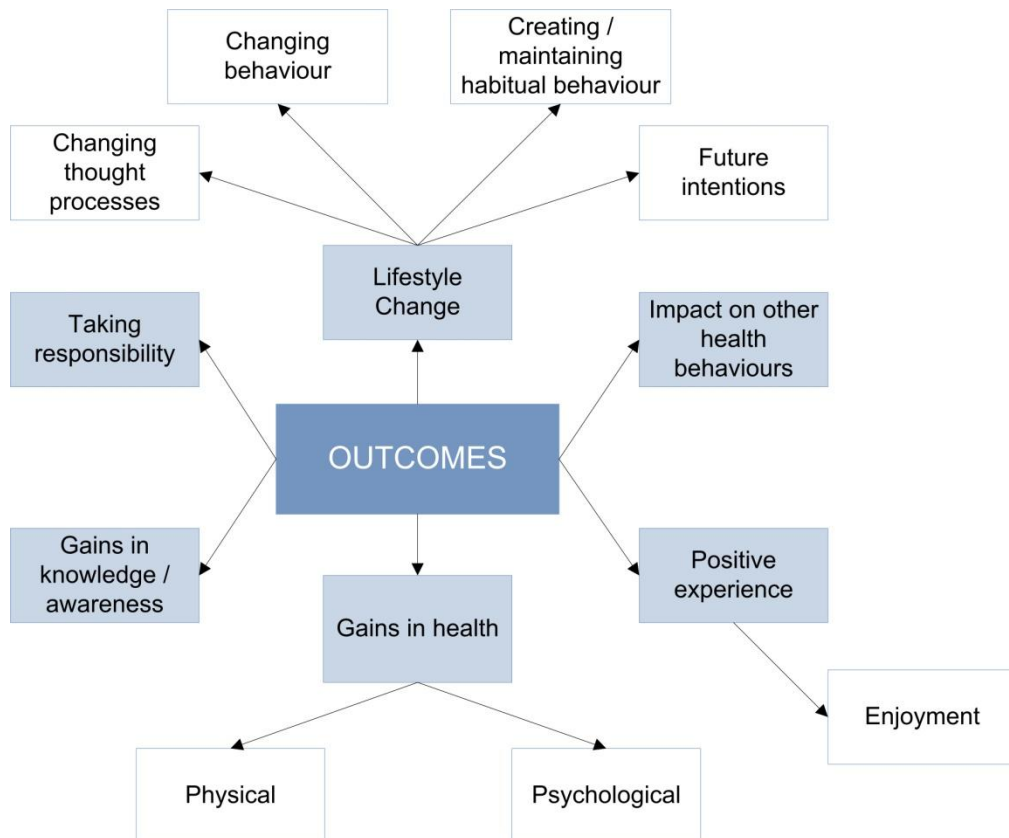 Changing
behaviour
Creating /
maintaining
habitual behaviour
Changing
thought
processes
Future
intentions
Lifestyle
Change
Taking
responsibility
Impact on other
health
behaviours
OUTCOMES
Gains in
knowledge /
awareness
Gains in health
Positive
experience
Enjoyment
Physical
Psychological